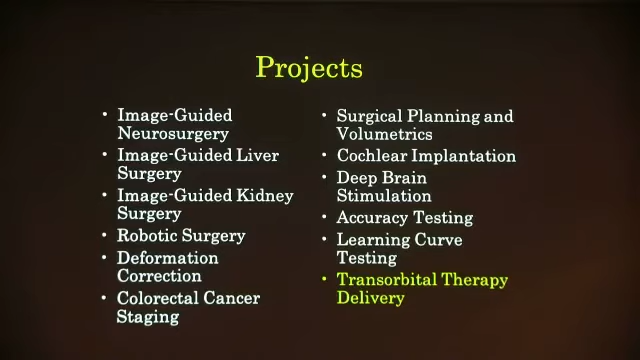 Projects
• Image-Guided
Neurosurgery
• Image-Guided Liver
Surgery
• Image-Guided Kidney
Surgery
• Robotic Surgery
• Deformation
Correction
• Colorectal Cancer
Staging
• Surgical Planning and
Volumetrics
• Cochlear Implantation
• Deep Brain
Stimulation
• Accuracy Testing
• Learning Curve
Testing
• Transorbital Therapy
Delivery